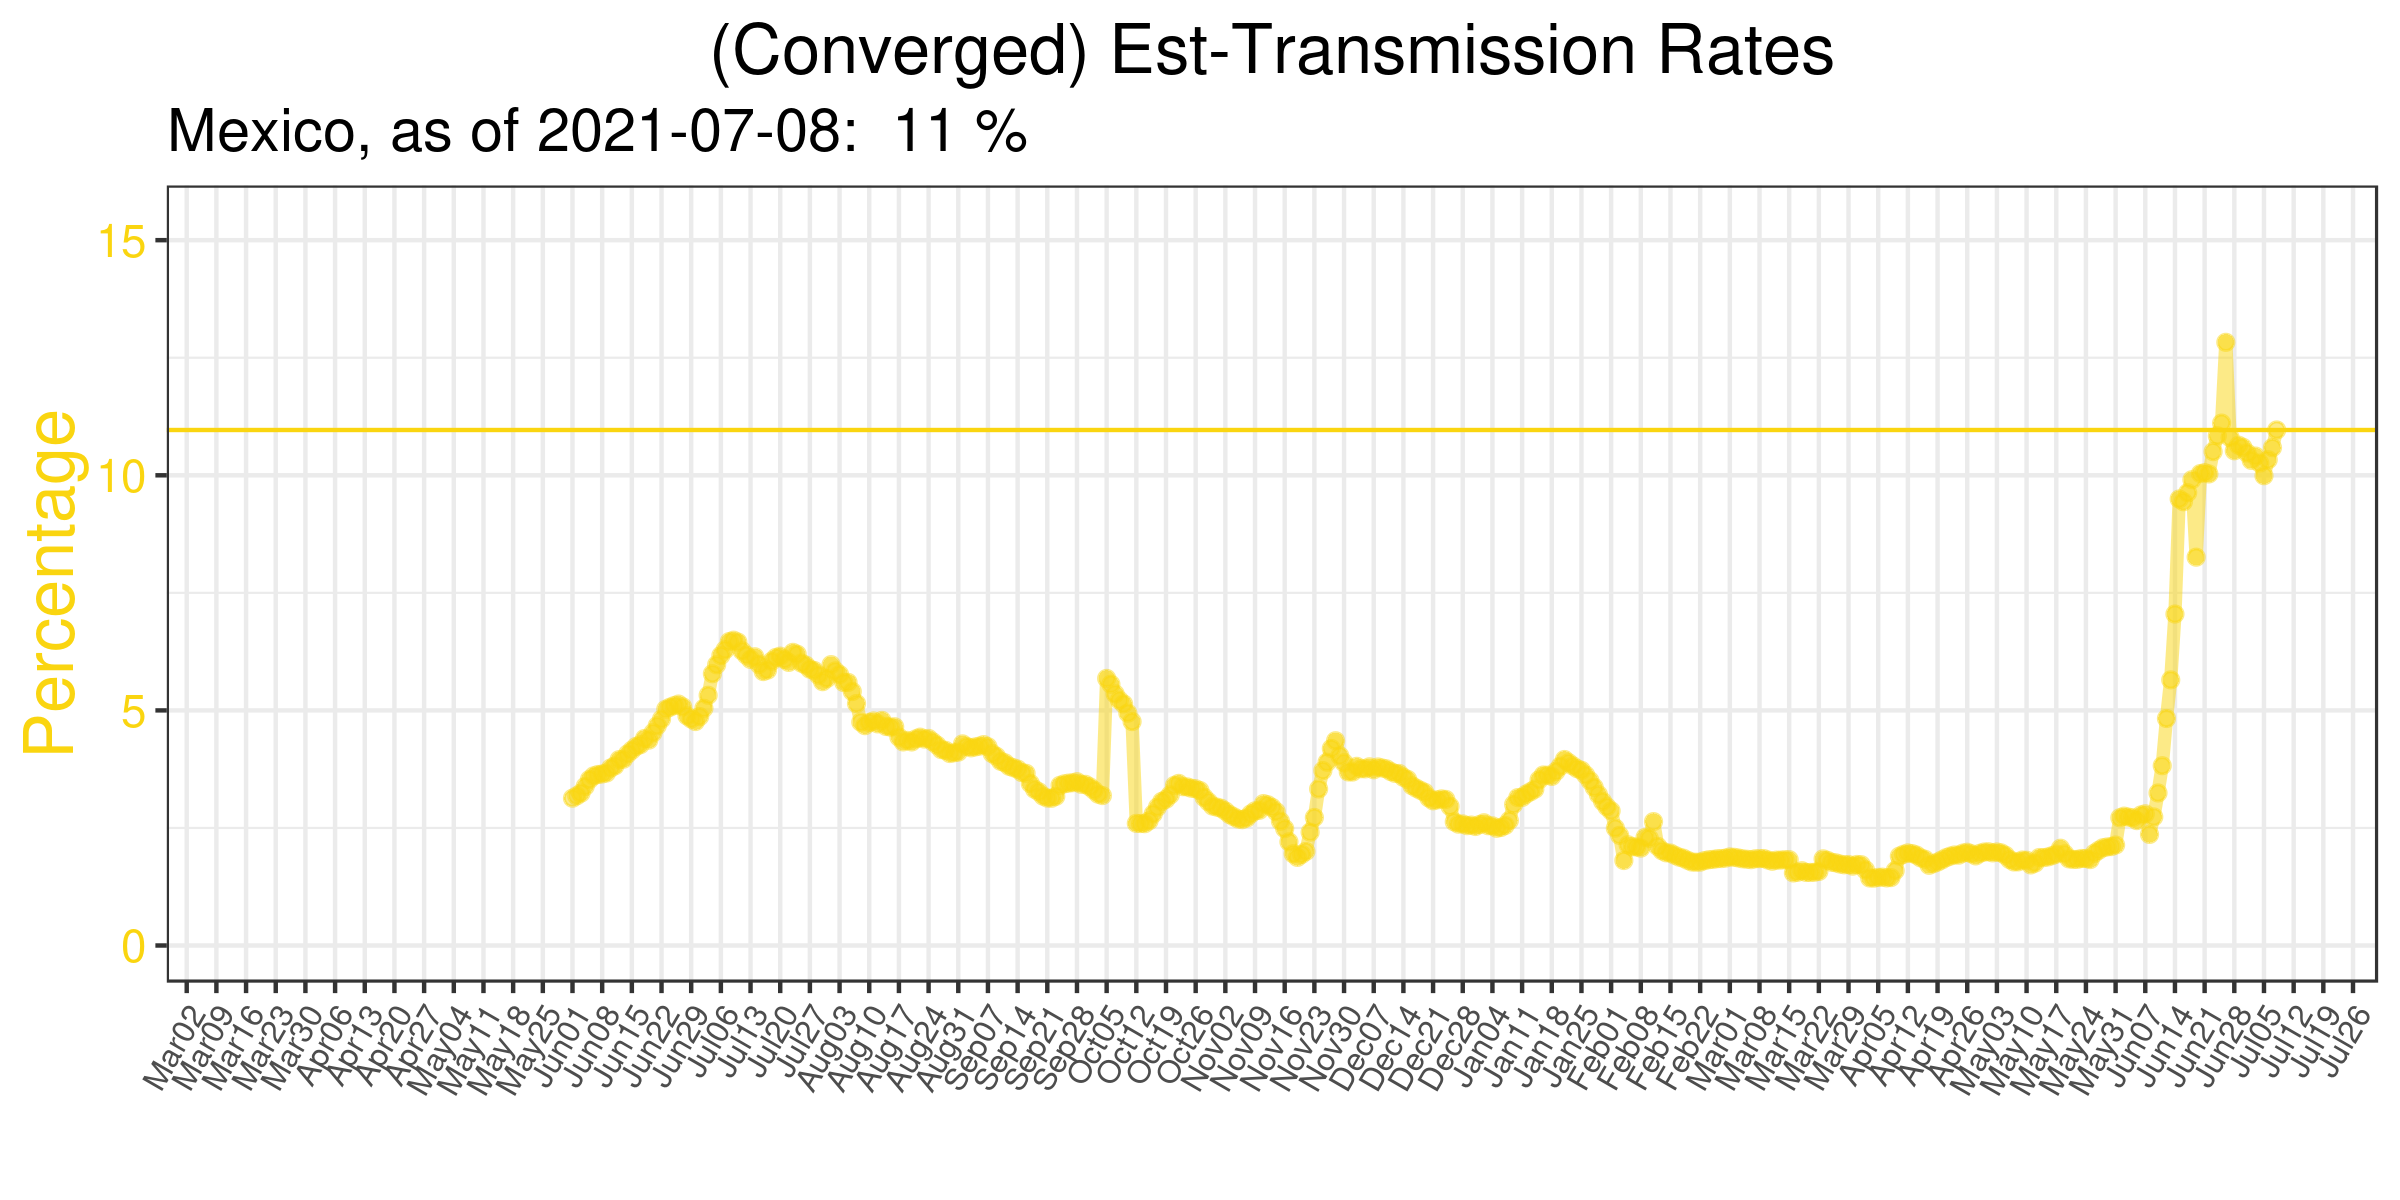 (Converged) Est-Transmission Rates
Mexico, as of 2021-07-08:  11 %
Percentage
15
10
5
0
Mar02
Mar09
Mar16
Mar23
Mar30
Apr06
Apr13
Apr20
Apr27
May04
May11
May18
May25
Jun01
Jun08
Jun15
Jun22
Jun29
Jul06
Jul13
Jul20
Jul27
Aug03
Aug10
Aug17
Aug24
Aug31
Sep07
Sep14
Sep21
Sep28
Oct05
Oct12
Oct19
Oct26
Nov02
Nov09
Nov16
Nov23
Nov30
Dec07
Dec14
Dec21
Dec28
Jan04
Jan11
Jan18
Jan25
Feb01
Feb08
Feb15
Feb22
Mar01
Mar08
Mar15
Mar22
Mar29
Apr05
Apr12
Apr19
Apr26
May03
May10
May17
May24
May31
Jun07
Jun14
Jun21
Jun28
Jul05
Jul12
Jul19
Jul26